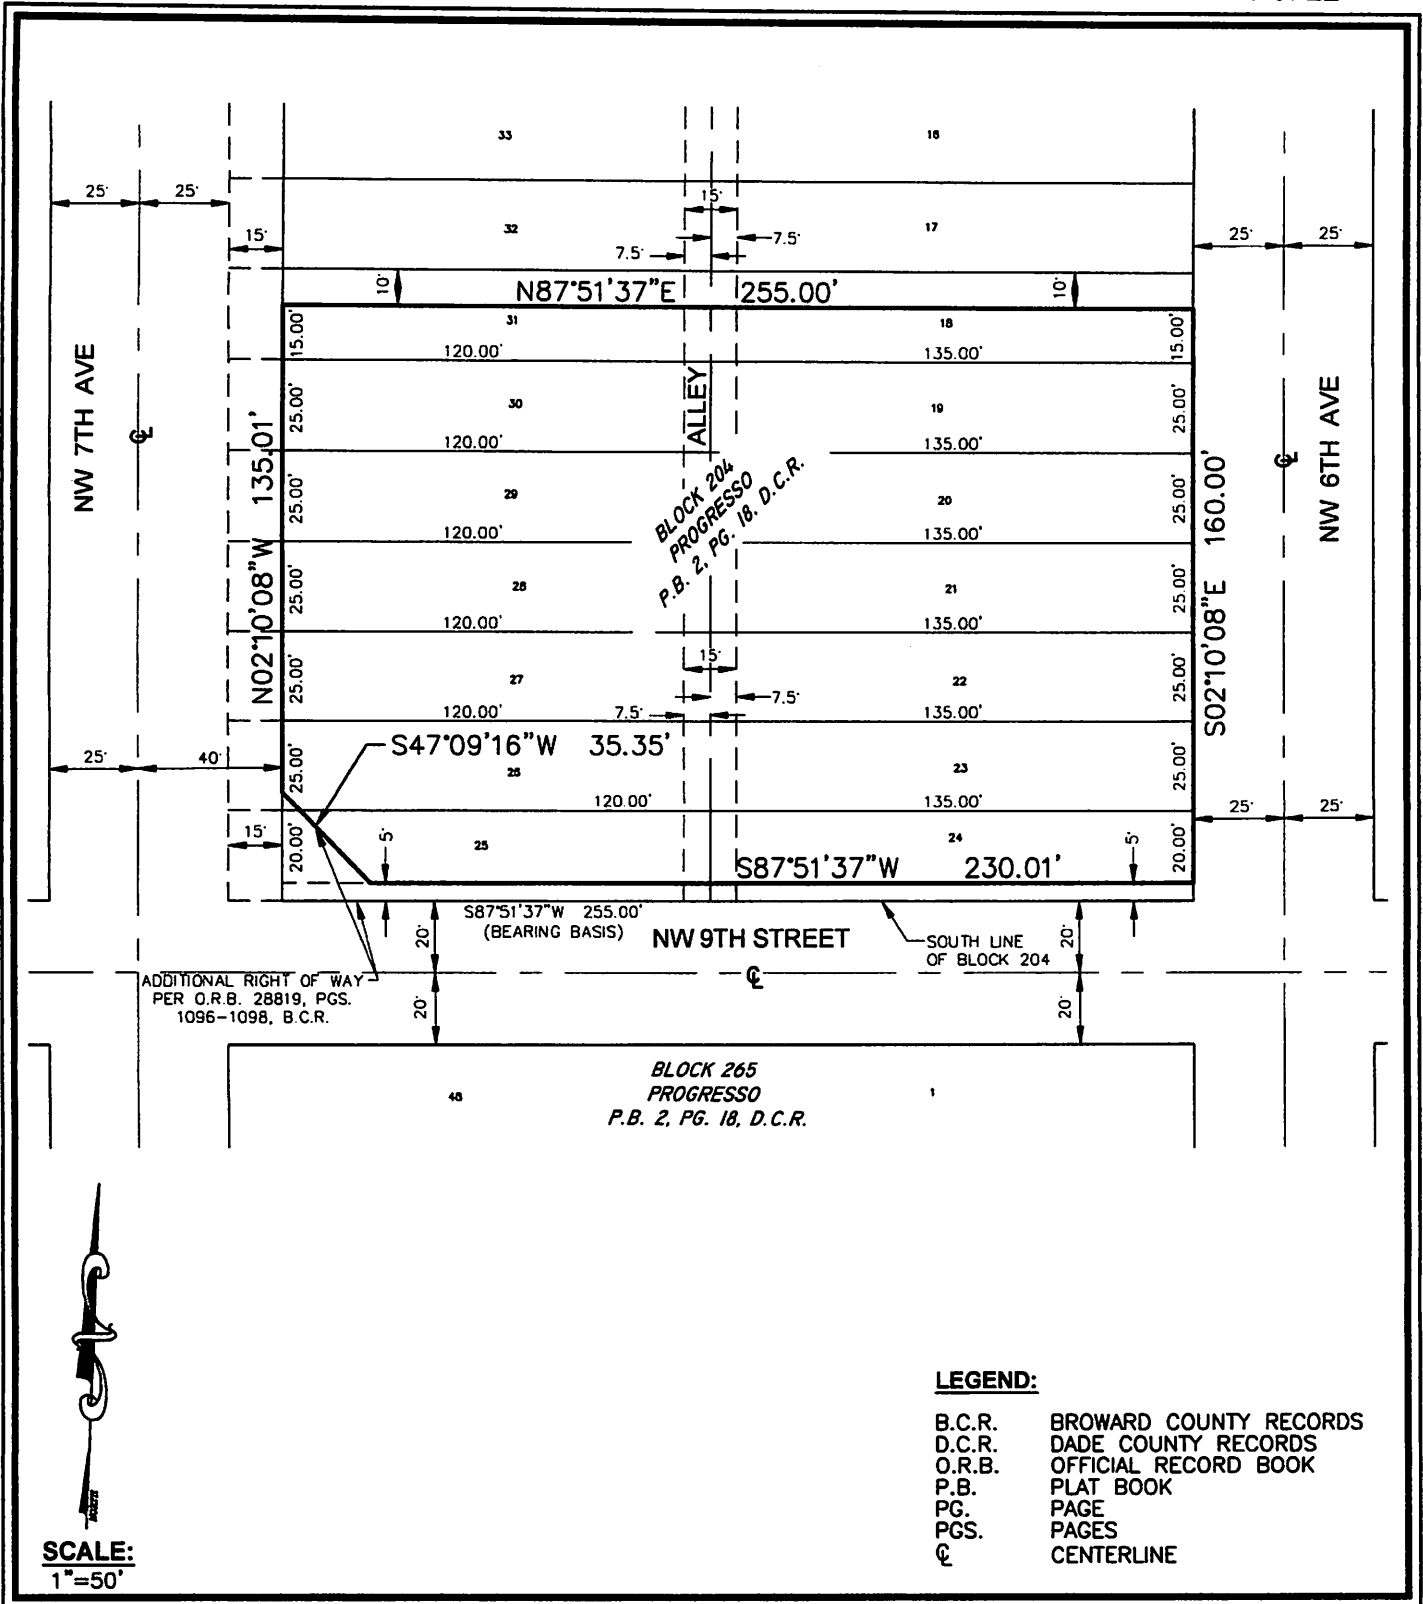 33
16
25' 25'
15'
32
17
15'
7.5'
7.5'
25' 25'
10'
N87°51'37"E 255.00'
10'
31
18
15.00'
120.00'
135.00'
15.00'
NW 7TH AVE
N02°10'08"W 135.01'
25.00'
30
120.00'
ALLEY
19
135.00'
25.00'
NW 6TH AVE
S02°10'08"E 160.00'
BLOCK 204
PROGRESSO
P.B. 2, PG. 18, D.C.R.
25.00'
29
120.00'
20
135.00'
25.00'
25.00'
28
120.00'
21
135.00'
25.00'
15'
25.00'
27
120.00'
7.5'
7.5'
22
135.00'
25.00'
S47°09'16"W 35.35'
25' 40'
25.00'
26
120.00'
23
135.00'
25.00'
25' 25'
15'
20.00'
25
5'
24
5'
20.00'
S87°51'37"W 230.01'
S87°51'37"W 255.00'
(BEARING BASIS)
20'
NW 9TH STREET
SOUTH LINE
OF BLOCK 204
20'
ADDITIONAL RIGHT OF WAY
PER O.R.B. 28819, PGS.
1096-1098, B.C.R.
20'
20'
BLOCK 265
PROGRESSO
P.B. 2, PG. 18, D.C.R.
48
1
NORTH
SCALE:
1"=50'
LEGEND:
B.C.R. BROWARD COUNTY RECORDS
D.C.R. DADE COUNTY RECORDS
O.R.B. OFFICIAL RECORD BOOK
P.B. PLAT BOOK
PG. PAGE
PGS. PAGES
℄ CENTERLINE